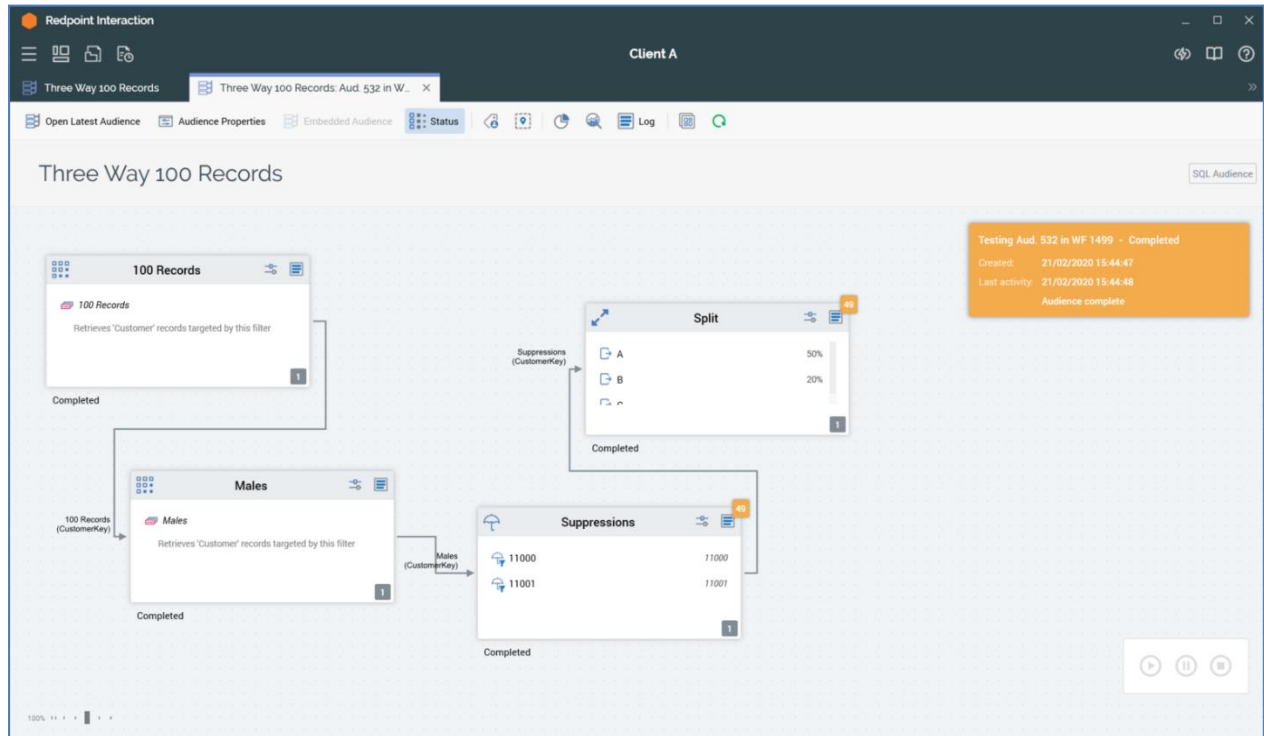 Redpoint Interaction
Client A
Three Way 100 Records
Three Way 100 Records: Aud. 532 in W...
Open Latest Audience
Audience Properties
Embedded Audience
Status
Log
Three Way 100 Records
SQL Audience
Testing Aud. 532 in WF 1499 - Completed
Created: 21/02/2020 15:44:47
Last activity: 21/02/2020 15:44:48
Audience complete
100 Records
100 Records
Retrieves 'Customer' records targeted by this filter
1
Completed
49
Split
Suppressions
(CustomerKey)
A 50%
B 20%
1
Completed
100 Records
(CustomerKey)
Males
Males
Retrieves 'Customer' records targeted by this filter
1
Completed
Males
(CustomerKey)
49
Suppressions
11000 11000
11001 11001
1
Completed
100%